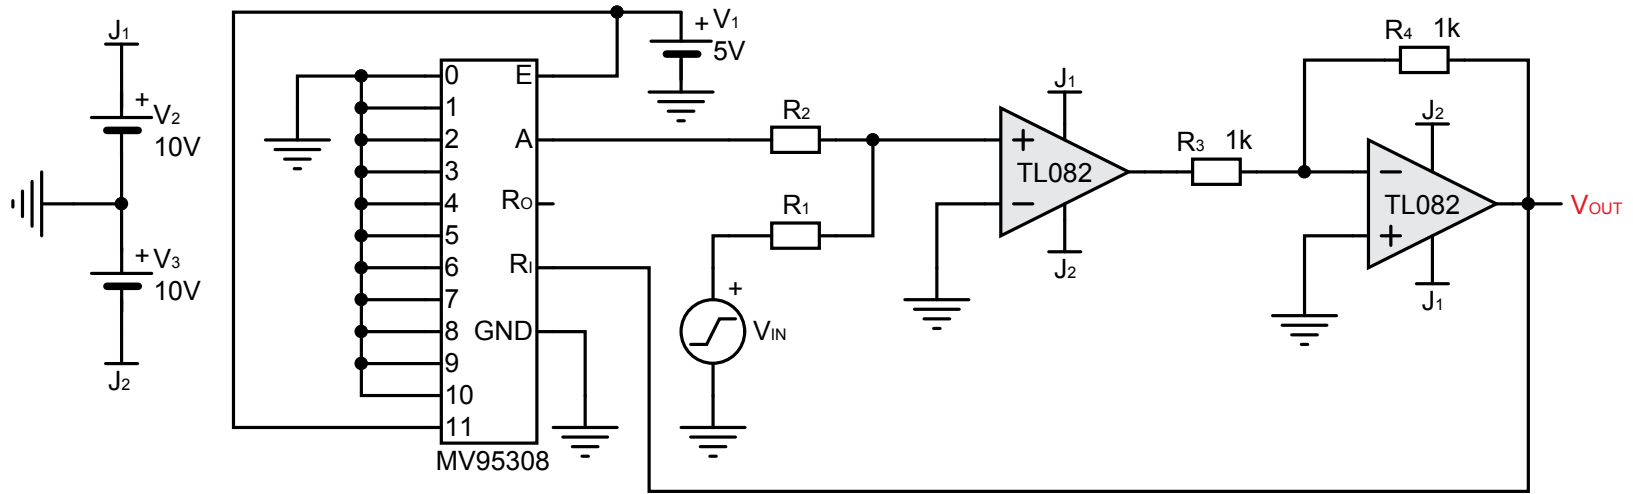 J1
+ V2
10V
+ V3
10V
J2
+ V1
5V
0 E
1
2 A
3
4 RO
5
6 RI
7
8 GND
9
10
11
MV95308
R2
R1
+
VIN
J1
+
TL082
−
J2
R3 1k
R4 1k
J2
−
TL082
+
J1
VOUT